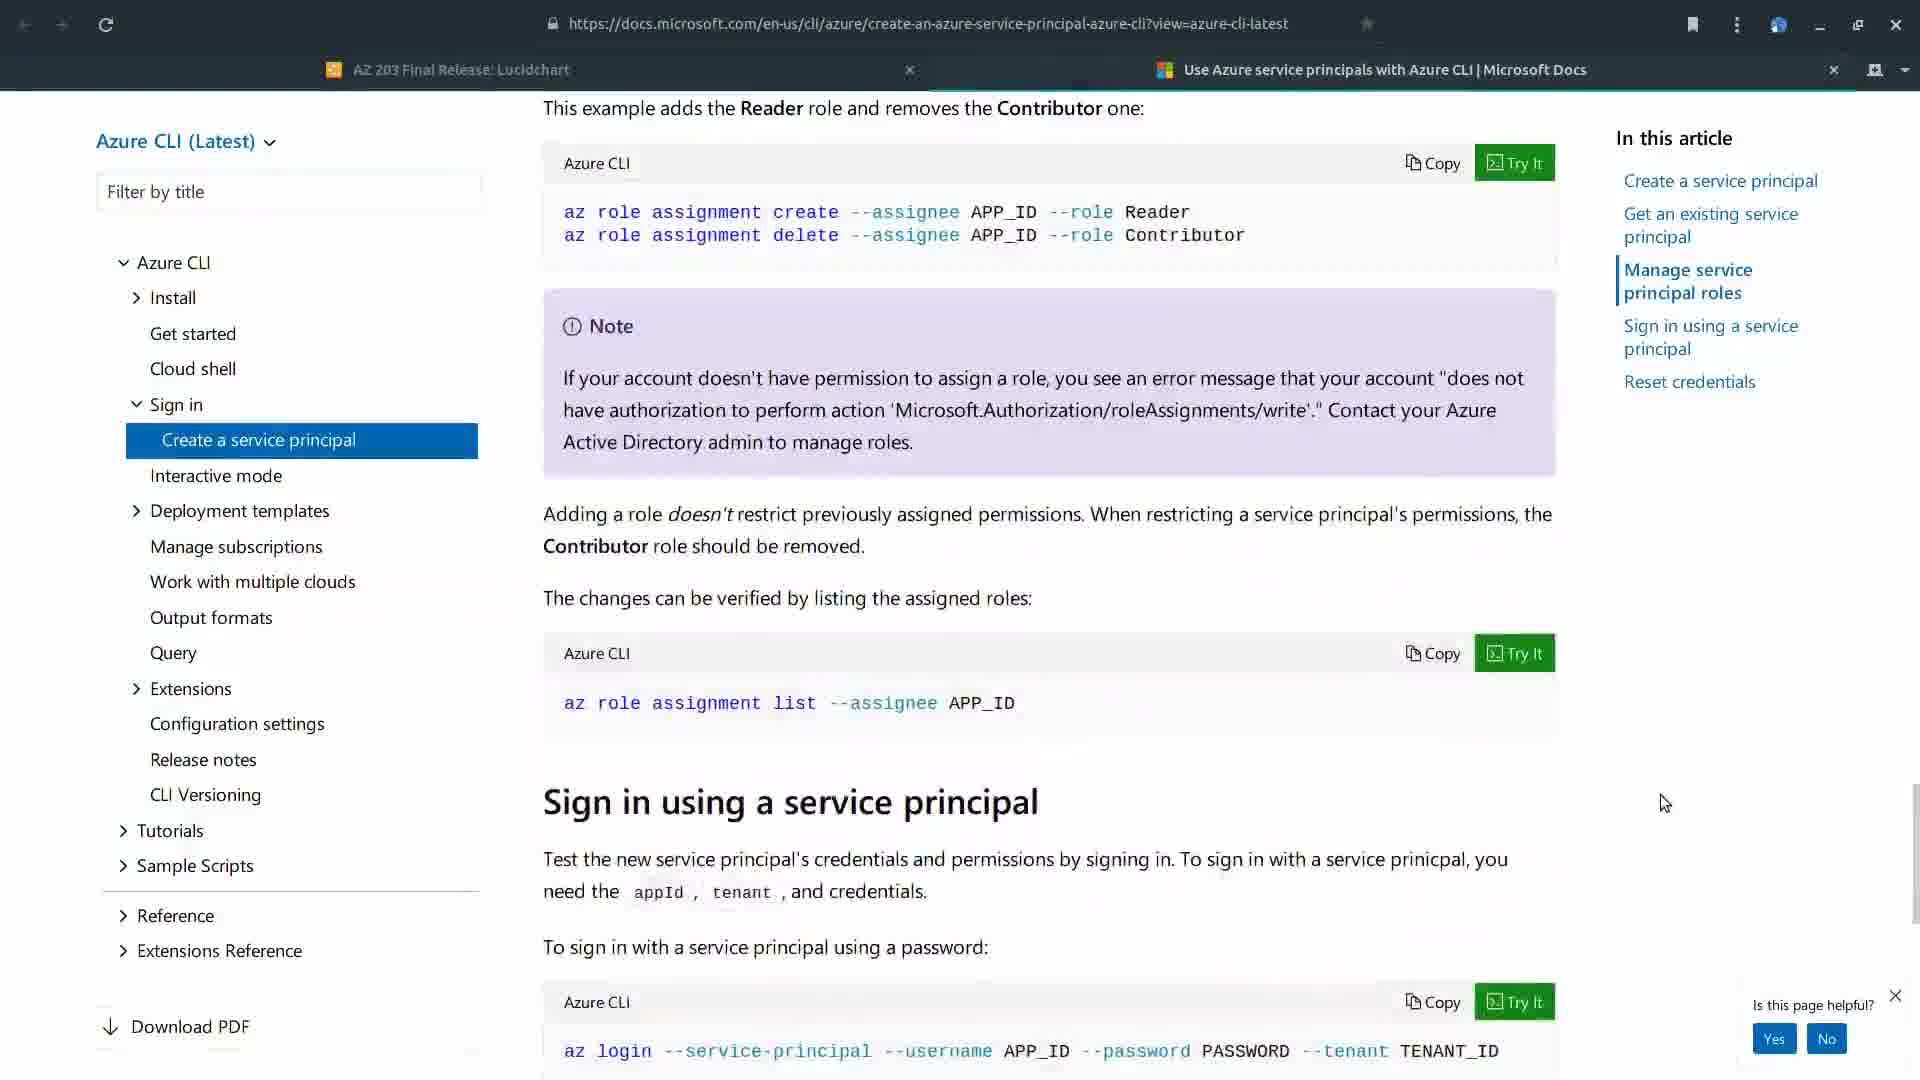 https://docs.microsoft.com/en-us/cli/azure/create-an-azure-service-principal-azure-cli?view=azure-cli-latest
AZ 203 Final Release: Lucidchart
Use Azure service principals with Azure CLI | Microsoft Docs
Azure CLI (Latest)
Filter by title
Azure CLI
Install
Get started
Cloud shell
Sign in
Create a service principal
Interactive mode
Deployment templates
Manage subscriptions
Work with multiple clouds
Output formats
Query
Extensions
Configuration settings
Release notes
CLI Versioning
Tutorials
Sample Scripts
Reference
Extensions Reference
Download PDF
This example adds the Reader role and removes the Contributor one:
Azure CLI
Copy
Try It
az role assignment create --assignee APP_ID --role Reader
az role assignment delete --assignee APP_ID --role Contributor
Note
If your account doesn't have permission to assign a role, you see an error message that your account "does not
have authorization to perform action 'Microsoft.Authorization/roleAssignments/write'." Contact your Azure
Active Directory admin to manage roles.
Adding a role doesn't restrict previously assigned permissions. When restricting a service principal's permissions, the
Contributor role should be removed.
The changes can be verified by listing the assigned roles:
Azure CLI
Copy
Try It
az role assignment list --assignee APP_ID
Sign in using a service principal
Test the new service principal's credentials and permissions by signing in. To sign in with a service prinicpal, you
need the appId , tenant , and credentials.
To sign in with a service principal using a password:
Azure CLI
Copy
Try It
az login --service-principal --username APP_ID --password PASSWORD --tenant TENANT_ID
In this article
Create a service principal
Get an existing service
principal
Manage service
principal roles
Sign in using a service
principal
Reset credentials
Is this page helpful?
Yes
No